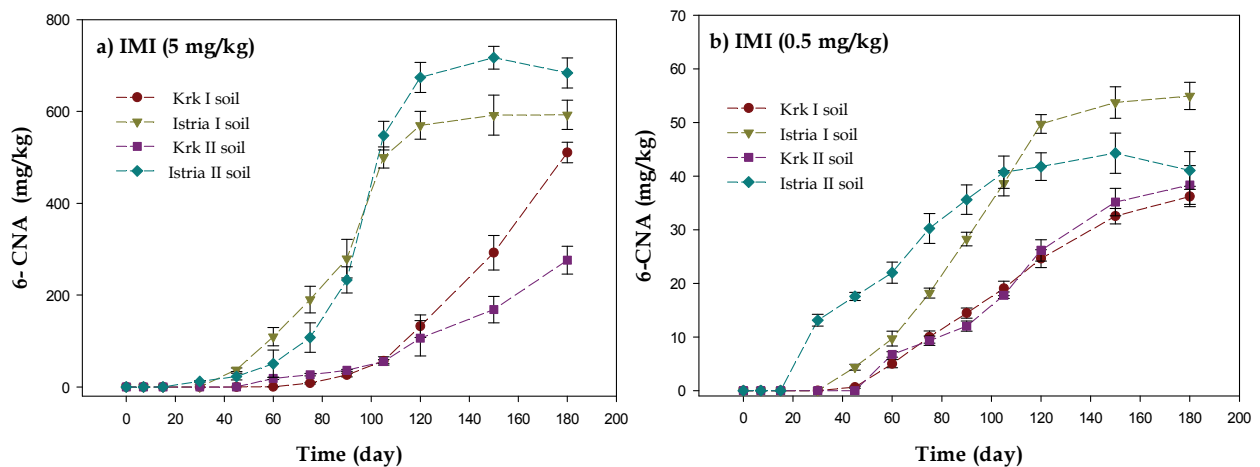 a) IMI (5 mg/kg)
Krk I soil
Istria I soil
Krk II soil
Istria II soil
6- CNA (mg/kg)
800
600
400
200
0
0 20 40 60 80 100 120 140 160 180 200
Time (day)
b) IMI (0.5 mg/kg)
Krk I soil
Istria I soil
Krk II soil
Istria II soil
6-CNA (mg/kg)
70
60
50
40
30
20
10
0
0 20 40 60 80 100 120 140 160 180 200
Time (day)